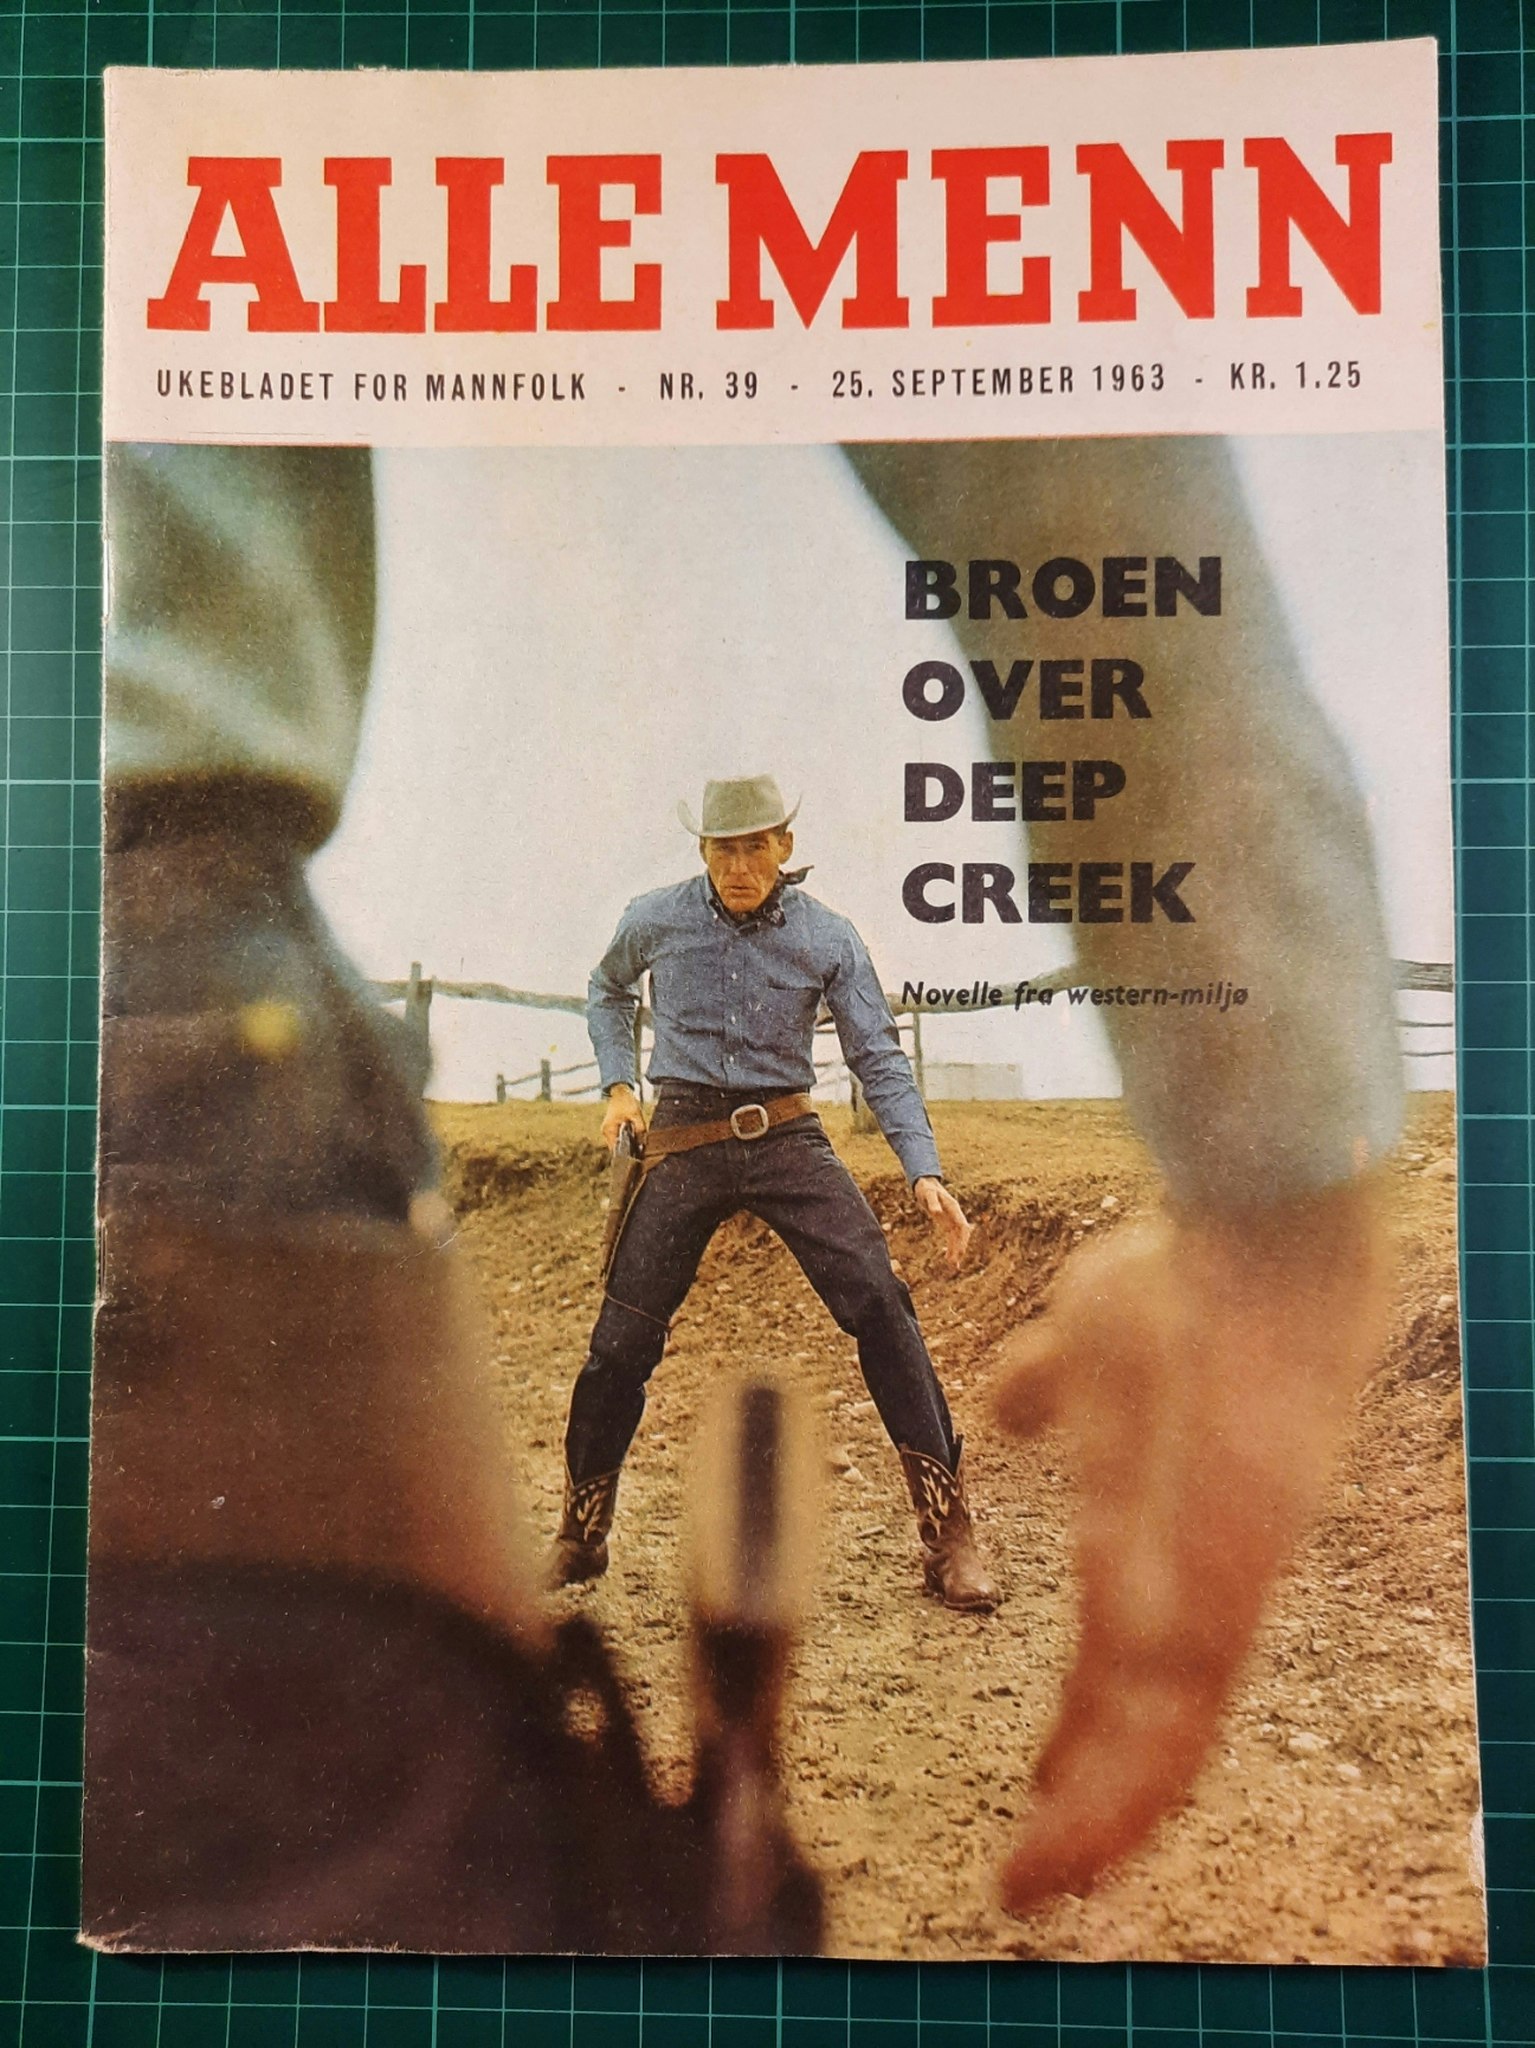 ALLE MENN
UKEBLADET FOR MANNFOLK - NR. 39 - 25. SEPTEMBER 1963 - KR. 1.25
BROEN
OVER
DEEP
CREEK
Novelle fra western-miljø